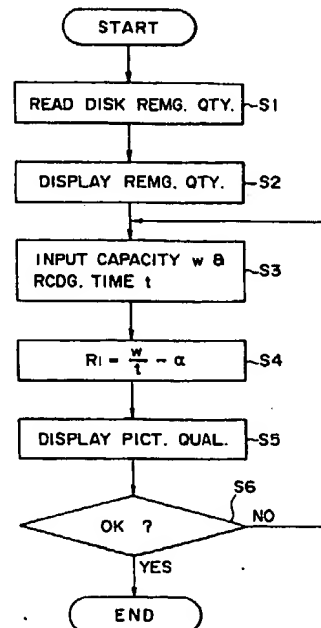 START
READ DISK REMG. QTY.
S1
DISPLAY REMG. QTY.
S2
INPUT CAPACITY w &
RCDG. TIME t
S3
R1 = w/t - α
S4
DISPLAY PICT. QUAL.
S5
S6
OK ?
NO
YES
END